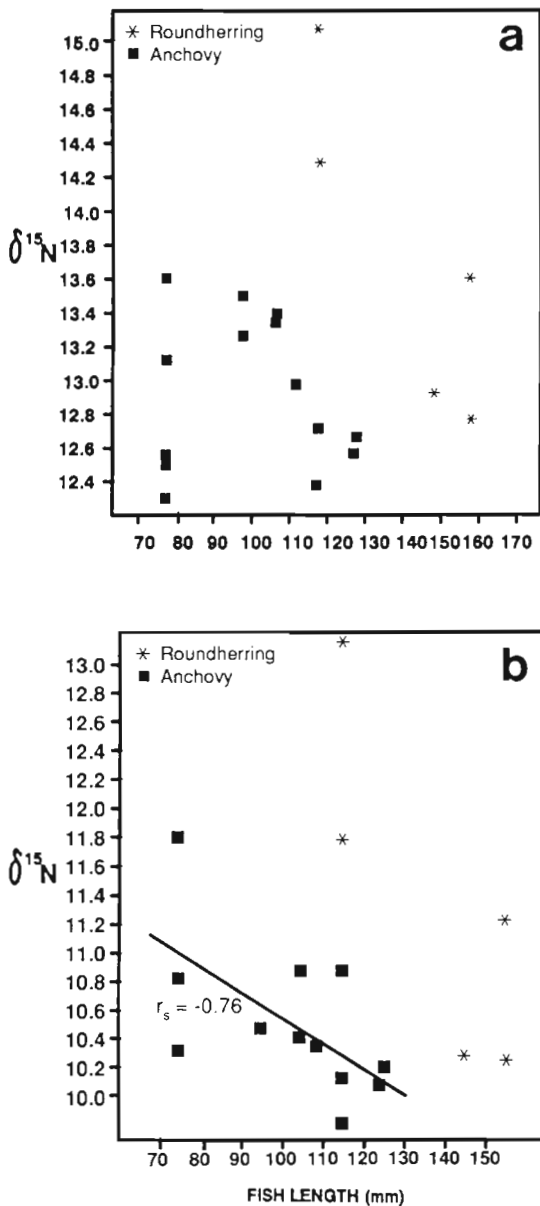 a
✳ Roundherring
■ Anchovy
15.0
14.8
14.6
14.4
14.2
14.0
13.8
13.6
13.4
13.2
13.0
12.8
12.6
12.4
δ¹⁵N
70 80 90 100 110 120 130 140 150 160 170
b
✳ Roundherring
■ Anchovy
13.0
12.8
12.6
12.4
12.2
12.0
11.8
11.6
11.4
11.2
11.0
10.8
10.6
10.4
10.2
10.0
δ¹⁵N
rₛ = -0.76
70 80 90 100 110 120 130 140 150
FISH LENGTH (mm)